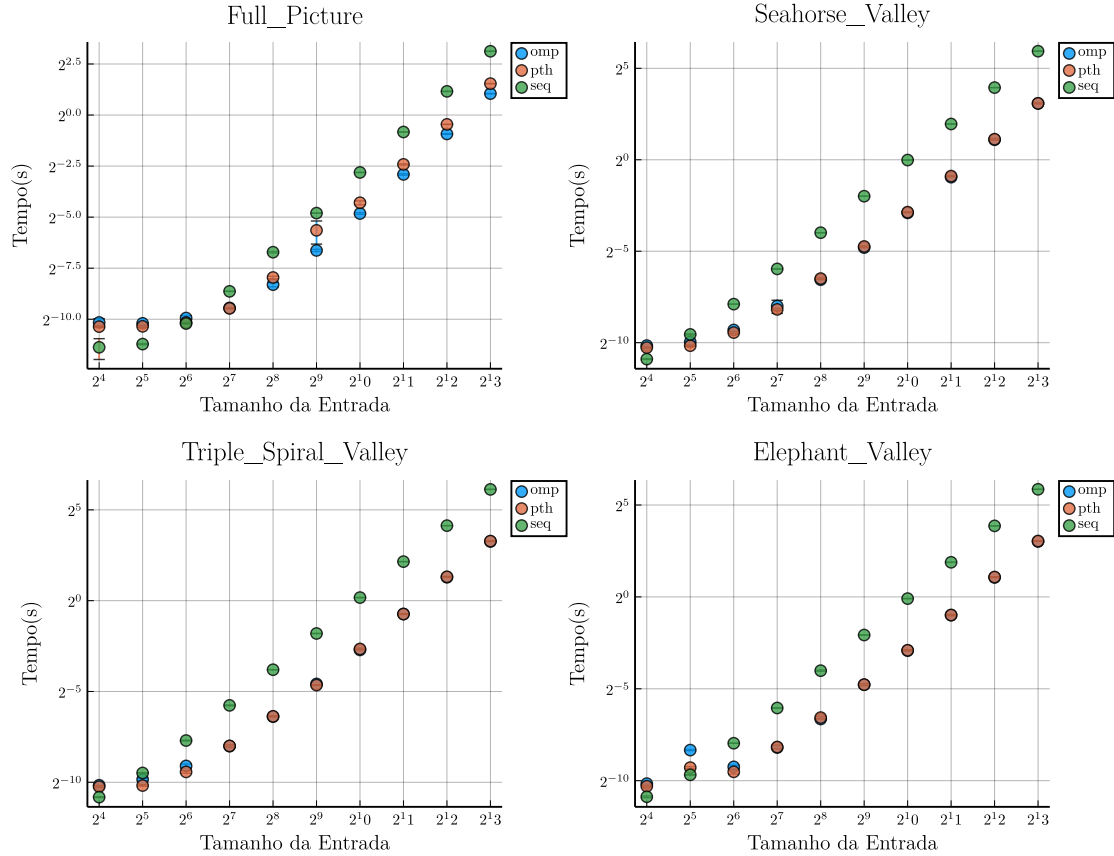 Full_Picture
Tempo(s)
2^2.5
2^0.0
2^−2.5
2^−5.0
2^−7.5
2^−10.0
2^4 2^5 2^6 2^7 2^8 2^9 2^10 2^11 2^12 2^13
Tamanho da Entrada
omp
pth
seq
Seahorse_Valley
Tempo(s)
2^5
2^0
2^−5
2^−10
2^4 2^5 2^6 2^7 2^8 2^9 2^10 2^11 2^12 2^13
Tamanho da Entrada
omp
pth
seq
Triple_Spiral_Valley
Tempo(s)
2^5
2^0
2^−5
2^−10
2^4 2^5 2^6 2^7 2^8 2^9 2^10 2^11 2^12 2^13
Tamanho da Entrada
omp
pth
seq
Elephant_Valley
Tempo(s)
2^5
2^0
2^−5
2^−10
2^4 2^5 2^6 2^7 2^8 2^9 2^10 2^11 2^12 2^13
Tamanho da Entrada
omp
pth
seq